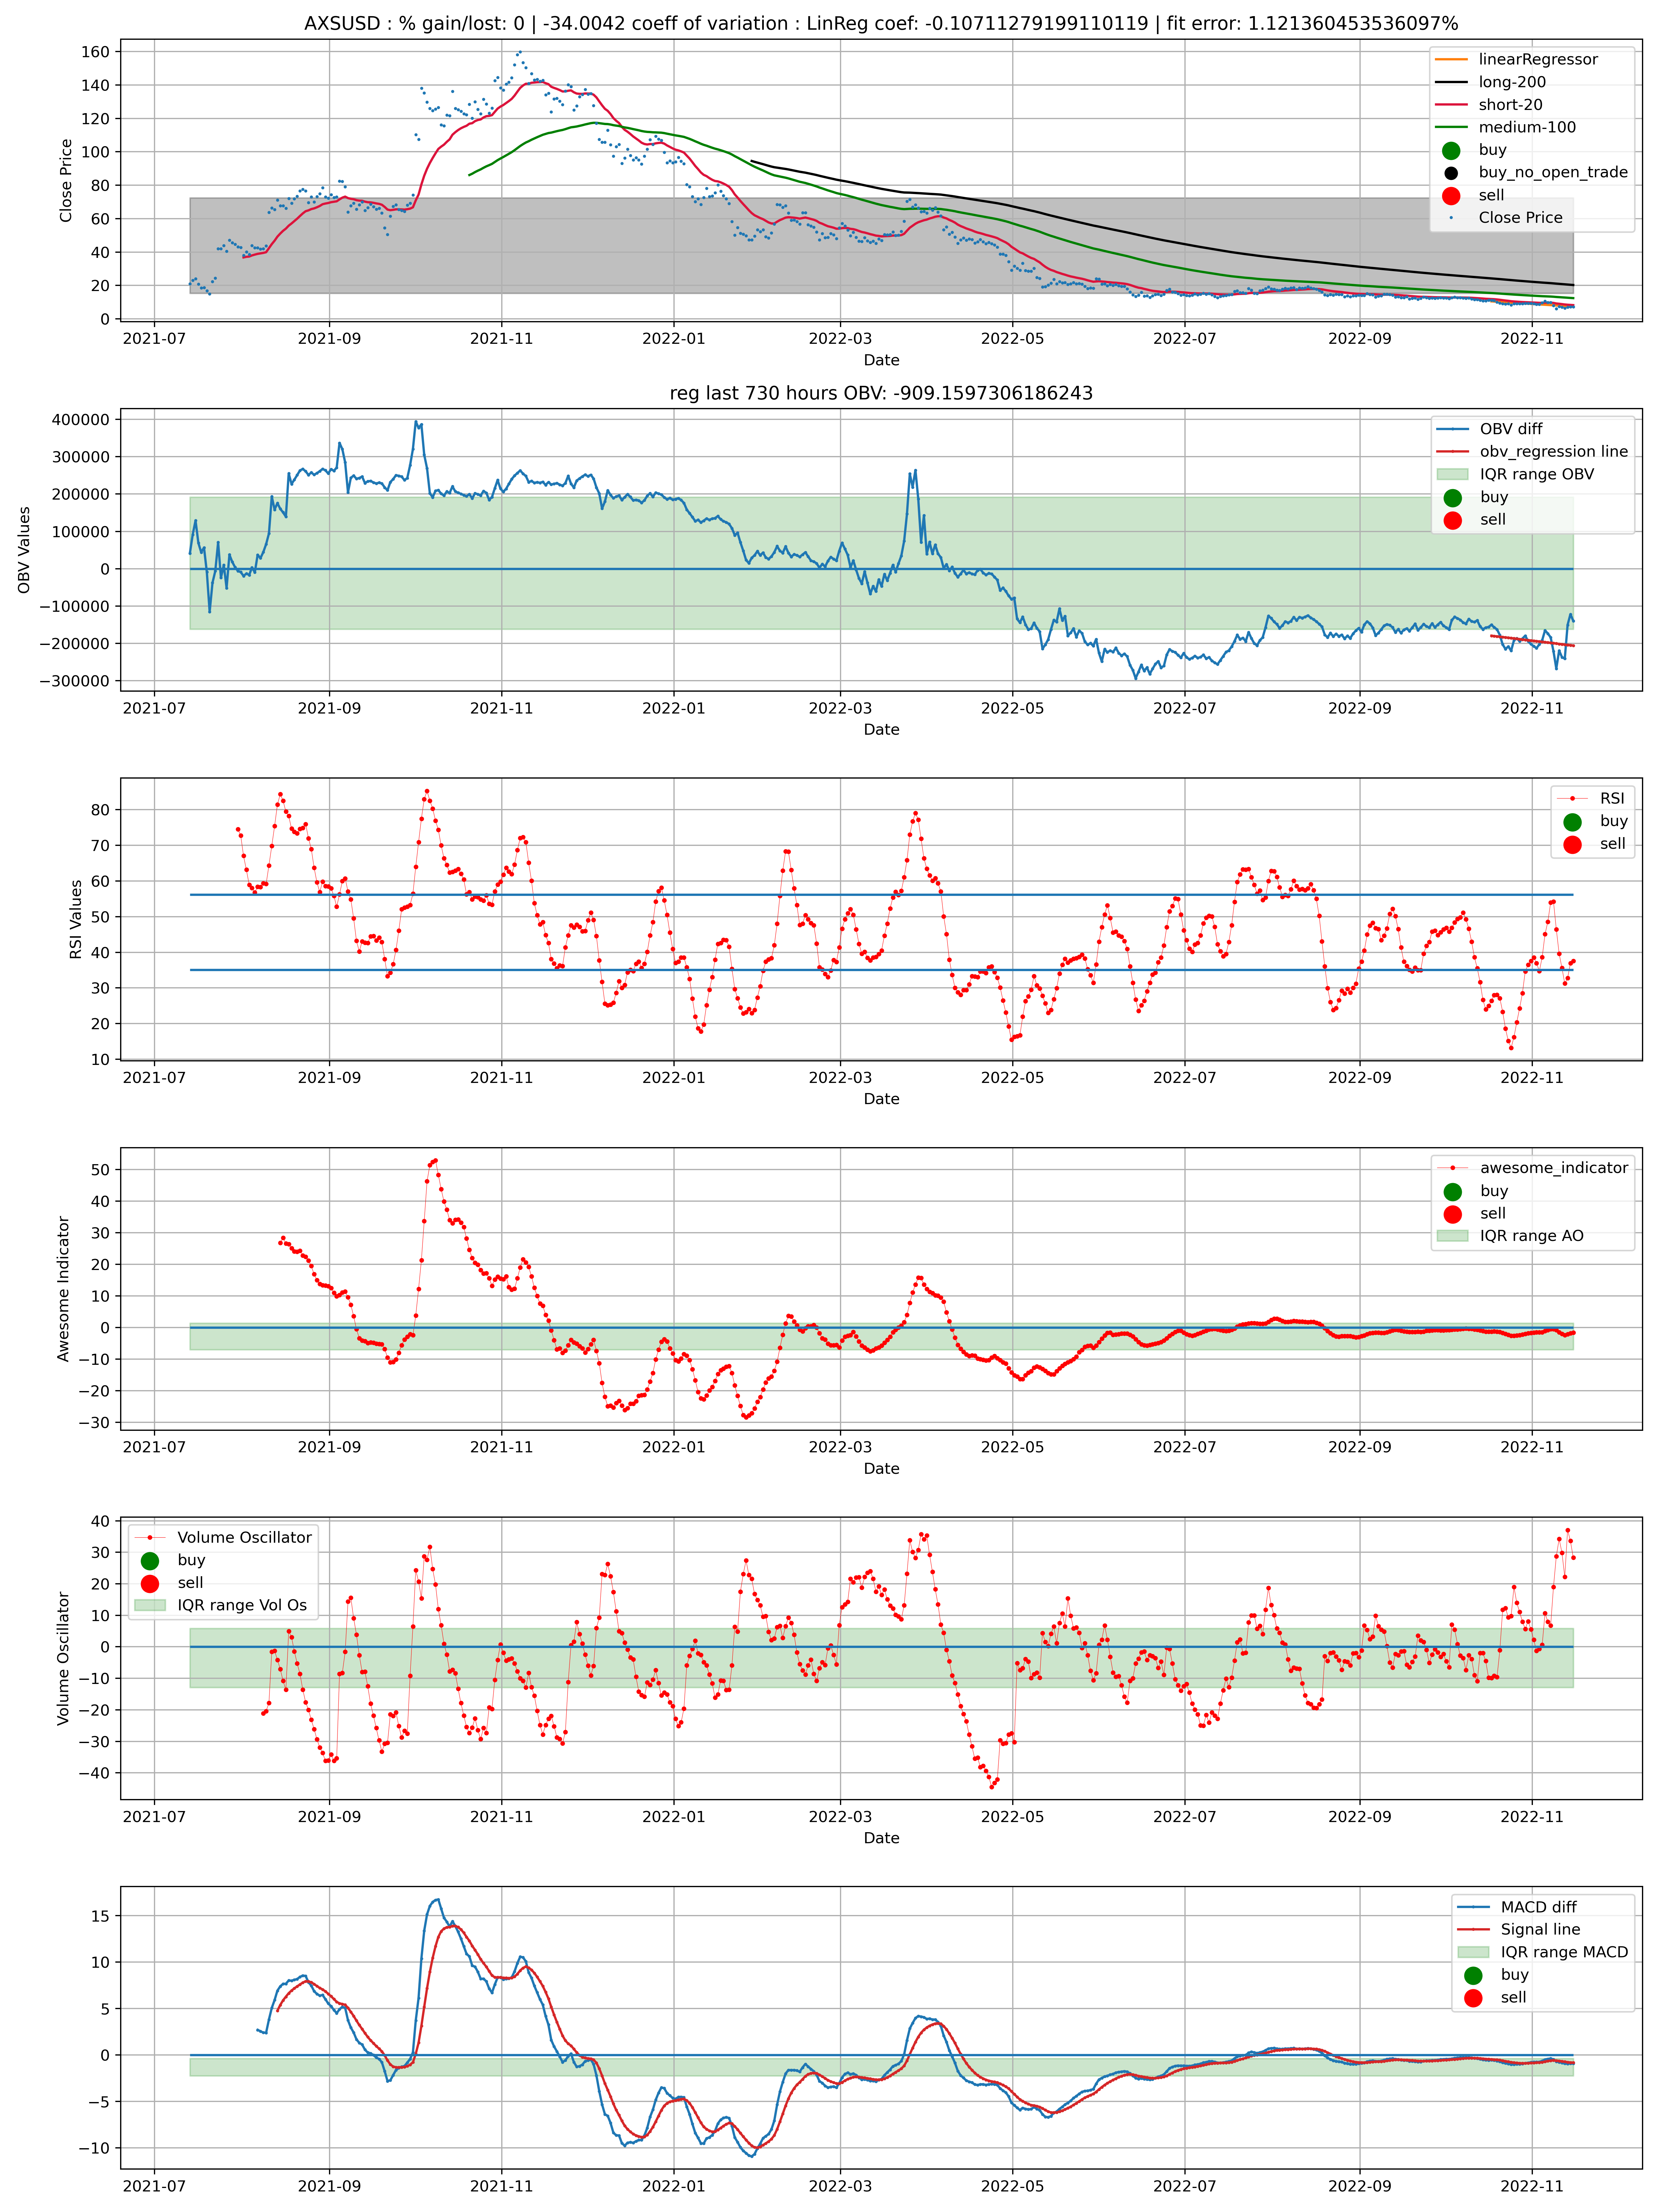 AXSUSD : % gain/lost: 0 | -34.0042 coeff of variation : LinReg coef: -0.10711279199110119 | fit error: 1.121360453536097%
160
140
120
100
80
60
40
20
0
Close Price
linearRegressor
long-200
short-20
medium-100
buy
buy_no_open_trade
sell
Close Price
2021-07 2021-09 2021-11 2022-01 2022-03 2022-05 2022-07 2022-09 2022-11
Date
reg last 730 hours OBV: -909.1597306186243
400000
300000
200000
100000
0
−100000
−200000
−300000
OBV Values
OBV diff
obv_regression line
IQR range OBV
buy
sell
2021-07 2021-09 2021-11 2022-01 2022-03 2022-05 2022-07 2022-09 2022-11
Date
80
70
60
50
40
30
20
10
RSI Values
RSI
buy
sell
2021-07 2021-09 2021-11 2022-01 2022-03 2022-05 2022-07 2022-09 2022-11
Date
50
40
30
20
10
0
−10
−20
−30
Awesome Indicator
awesome_indicator
buy
sell
IQR range AO
2021-07 2021-09 2021-11 2022-01 2022-03 2022-05 2022-07 2022-09 2022-11
Date
40
30
20
10
0
−10
−20
−30
−40
Volume Oscillator
Volume Oscillator
buy
sell
IQR range Vol Os
2021-07 2021-09 2021-11 2022-01 2022-03 2022-05 2022-07 2022-09 2022-11
Date
15
10
5
0
−5
−10
MACD diff
Signal line
IQR range MACD
buy
sell
2021-07 2021-09 2021-11 2022-01 2022-03 2022-05 2022-07 2022-09 2022-11